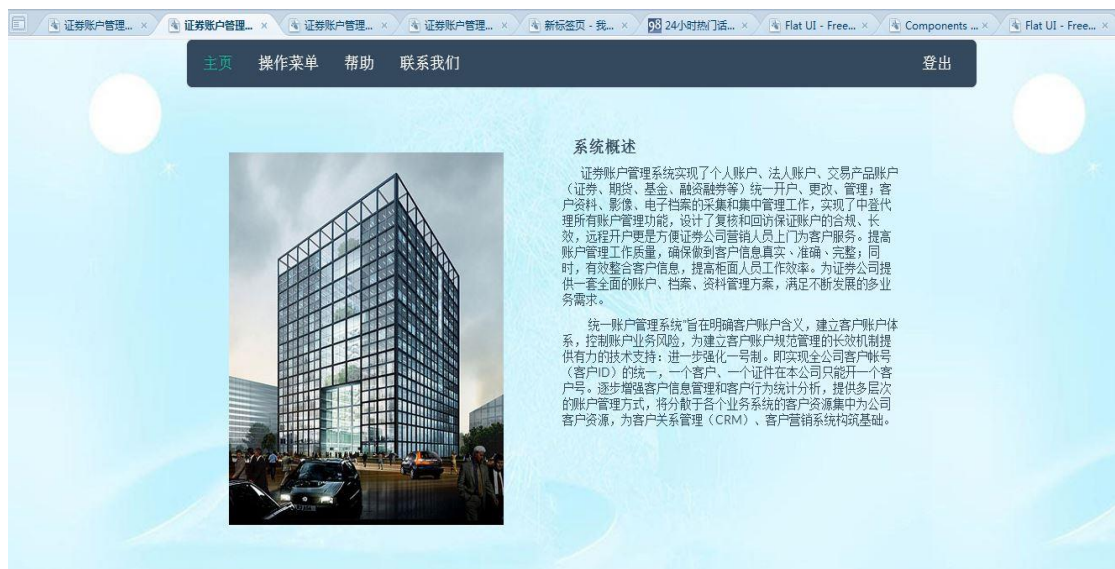 证券账户管理...
证券账户管理...
证券账户管理...
证券账户管理...
新标签页 - 我...
98 24小时热门话...
Flat UI - Free...
Components ...
Flat UI - Free...
主页 操作菜单 帮助 联系我们 登出
系统概述
证券账户管理系统实现了个人账户、法人账户、交易产品账户
（证券、期货、基金、融资融券等）统一开户、更改、管理；客
户资料、影像、电子档案的采集和集中管理工作，实现了中登代
理所有账户管理功能，设计了复核和回访保证账户的合规、长
效，远程开户更是方便证券公司营销人员上门为客户服务。提高
账户管理工作质量，确保做到客户信息真实、准确、完整；同
时，有效整合客户信息，提高柜面人员工作效率。为证券公司提
供一套全面的账户、档案、资料管理方案，满足不断发展的多业
务需求。
统一账户管理系统"旨在明确客户账户含义，建立客户账户体
系，控制账户业务风险，为建立客户账户规范管理的长效机制提
供有力的技术支持：进一步强化一号制。即实现全公司客户帐号
（客户ID）的统一，一个客户、一个证件在本公司只能开一个客
户号。逐步增强客户信息管理和客户行为统计分析，提供多层次
的账户管理方式，将分散于各个业务系统的客户资源集中为公司
客户资源，为客户关系管理（CRM）、客户营销系统构筑基础。